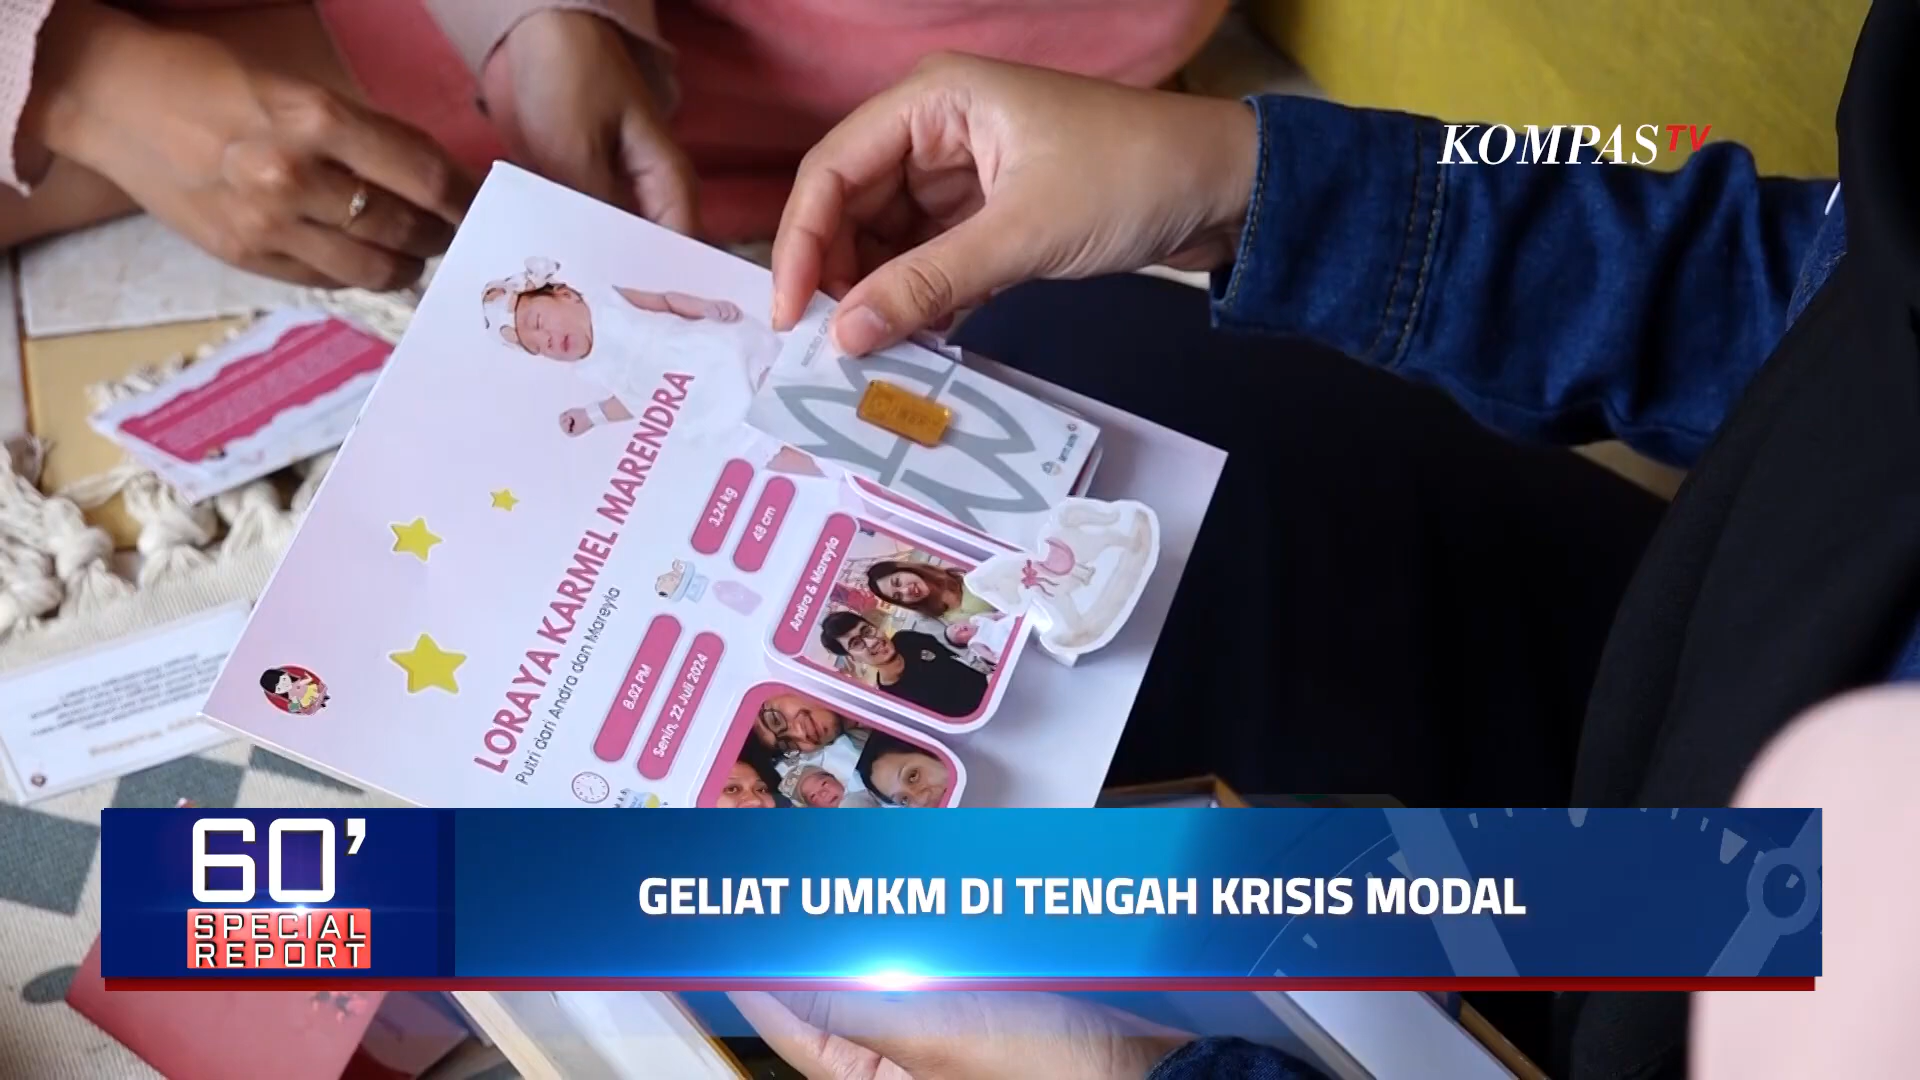 KOMPASTV
LORAYA KARMEL MARENDRA
Putri dari Andra dan Mareyla
3,24 kg
48 cm
8.02 PM
Senin, 22 Juli 2024
Andra & Mareyla
60'
SPECIAL
REPORT
GELIAT UMKM DI TENGAH KRISIS MODAL